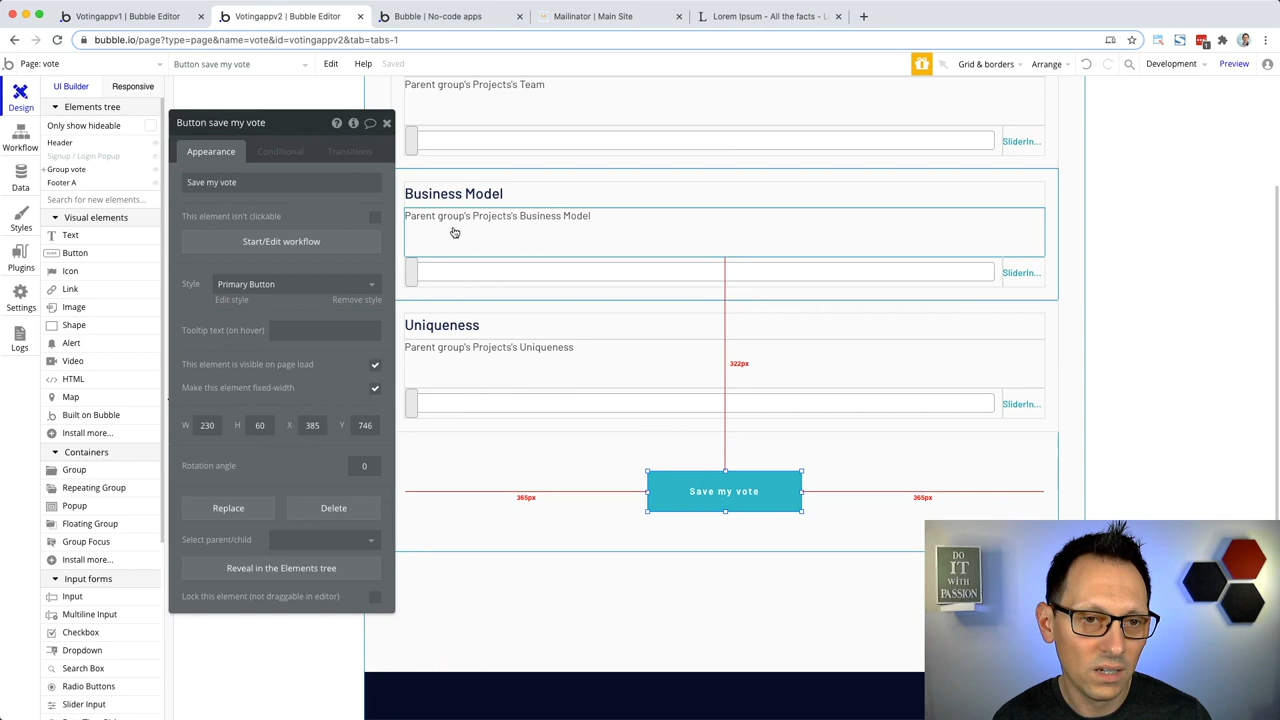 Votingappv1 | Bubble Editor
Votingappv2 | Bubble Editor
Bubble | No-code apps
Mailinator | Main Site
Lorem Ipsum - All the facts - Li
bubble.io/page?type=page&name=vote&id=votingappv2&tab=tabs-1
Page: vote
Button save my vote
Edit
Help
Saved
Grid & borders
Arrange
Development
Preview
Design
Workflow
Data
Styles
Plugins
Settings
Logs
UI Builder
Responsive
Elements tree
Only show hideable
Header
Signup / Login Popup
Group vote
Footer A
Search for new elements...
Visual elements
Text
Button
Icon
Link
Image
Shape
Alert
Video
HTML
Map
Built on Bubble
Install more...
Containers
Group
Repeating Group
Popup
Floating Group
Group Focus
Install more...
Input forms
Input
Multiline Input
Checkbox
Dropdown
Search Box
Radio Buttons
Slider Input
Button save my vote
Appearance
Conditional
Transitions
Save my vote
This element isn't clickable
Start/Edit workflow
Style
Primary Button
Edit style
Remove style
Tooltip text (on hover)
This element is visible on page load
Make this element fixed-width
W 230 H 60 X 385 Y 746
Rotation angle
0
Replace
Delete
Select parent/child
Reveal in the Elements tree
Lock this element (not draggable in editor)
Parent group's Projects's Team
SliderIn...
Business Model
Parent group's Projects's Business Model
SliderIn...
Uniqueness
Parent group's Projects's Uniqueness
322px
SliderIn...
365px
Save my vote
365px
DO
IT
WITH
PASSION